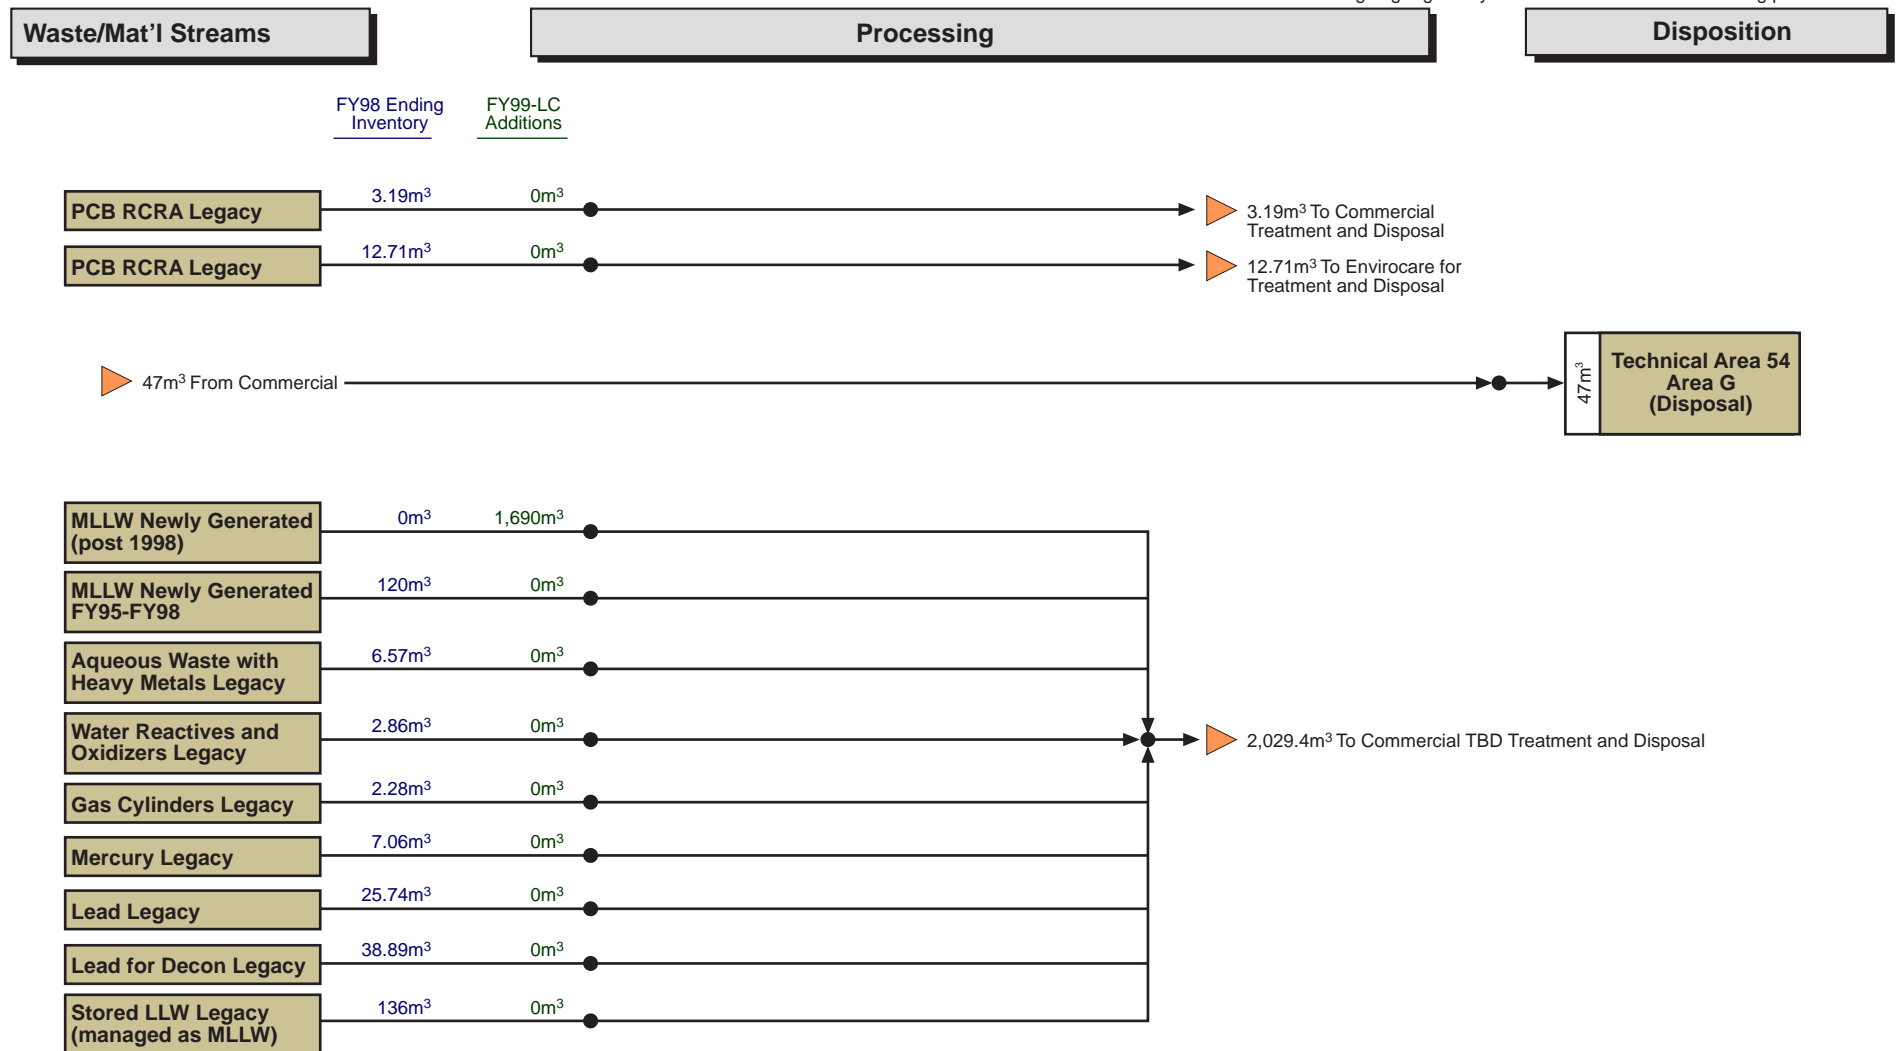 Waste/Mat'l Streams
Processing
Disposition
FY98 Ending
Inventory
FY99-LC
Additions
PCB RCRA Legacy
3.19m³
0m³
3.19m³ To Commercial
Treatment and Disposal
PCB RCRA Legacy
12.71m³
0m³
12.71m³ To Envirocare for
Treatment and Disposal
47m³ From Commercial
47m³
Technical Area 54
Area G
(Disposal)
MLLW Newly Generated
(post 1998)
0m³
1,690m³
MLLW Newly Generated
FY95-FY98
120m³
0m³
Aqueous Waste with
Heavy Metals Legacy
6.57m³
0m³
Water Reactives and
Oxidizers Legacy
2.86m³
0m³
2,029.4m³ To Commercial TBD Treatment and Disposal
Gas Cylinders Legacy
2.28m³
0m³
Mercury Legacy
7.06m³
0m³
Lead Legacy
25.74m³
0m³
Lead for Decon Legacy
38.89m³
0m³
Stored LLW Legacy
(managed as MLLW)
136m³
0m³